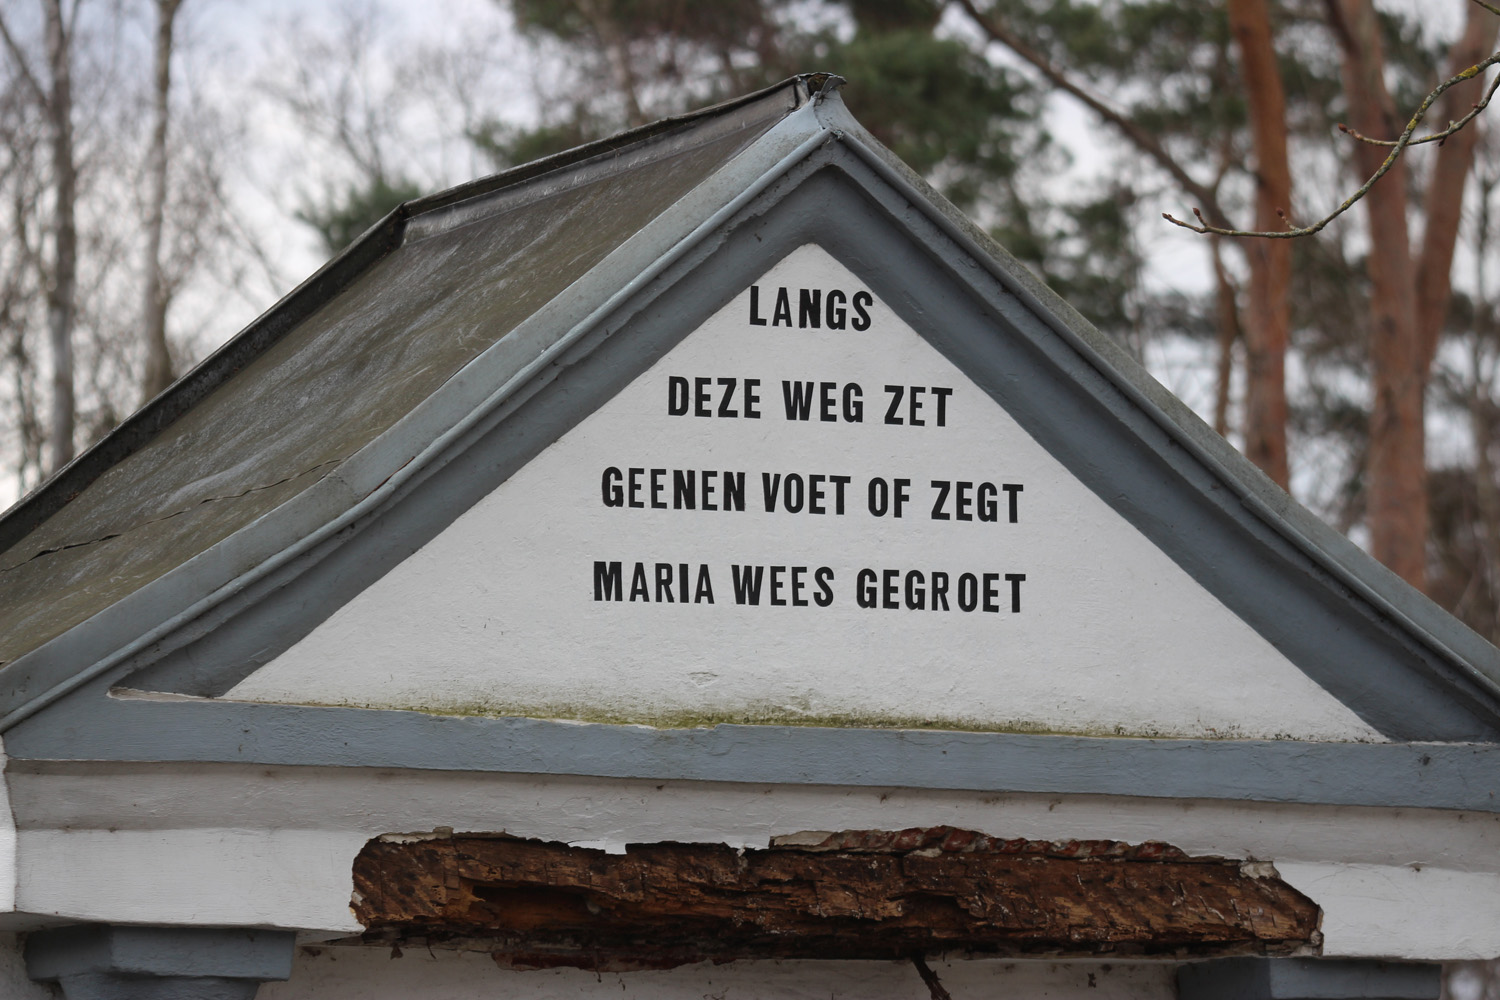 LANGS
DEZE WEG ZET
GEENEN VOET OF ZEGT
MARIA WEES GEGROET